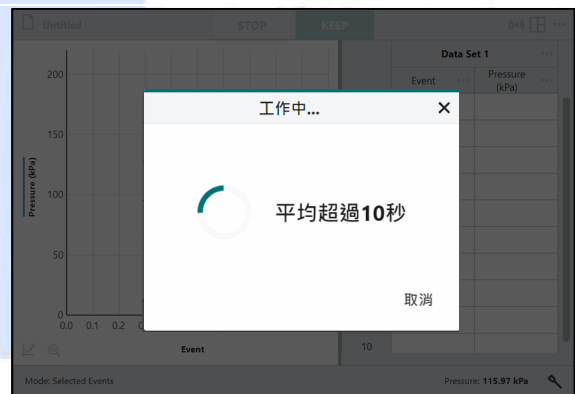 Untitled
STOP
KEEP
Data Set 1
Event
Pressure
(kPa)
200
150
100
50
0
Pressure (kPa)
0.0 0.1 0.2
Event
工作中...
平均超過10秒
取消
10
Mode: Selected Events
Pressure: 115.97 kPa